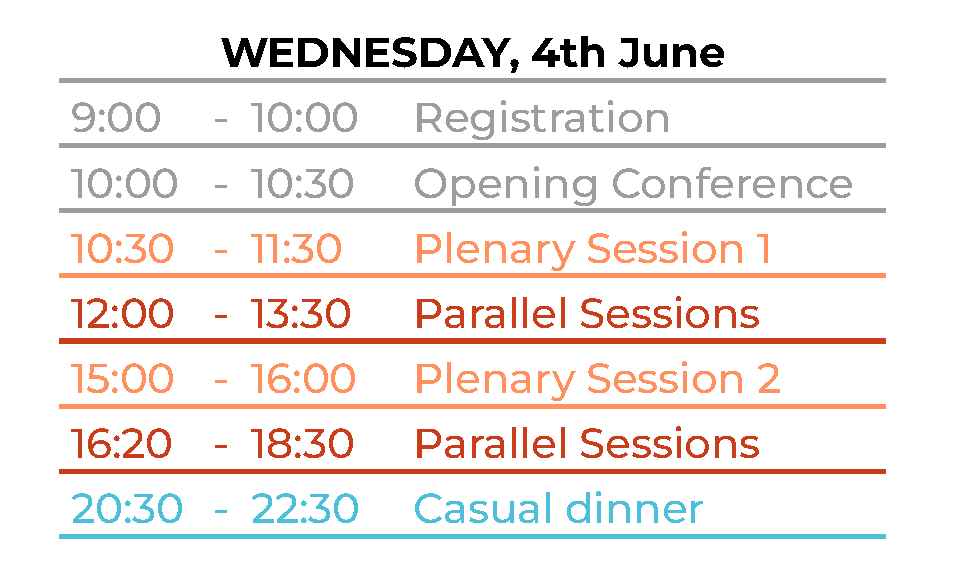 WEDNESDAY, 4th June
9:00 - 10:00 Registration
10:00 - 10:30 Opening Conference
10:30 - 11:30 Plenary Session 1
12:00 - 13:30 Parallel Sessions
15:00 - 16:00 Plenary Session 2
16:20 - 18:30 Parallel Sessions
20:30 - 22:30 Casual dinner